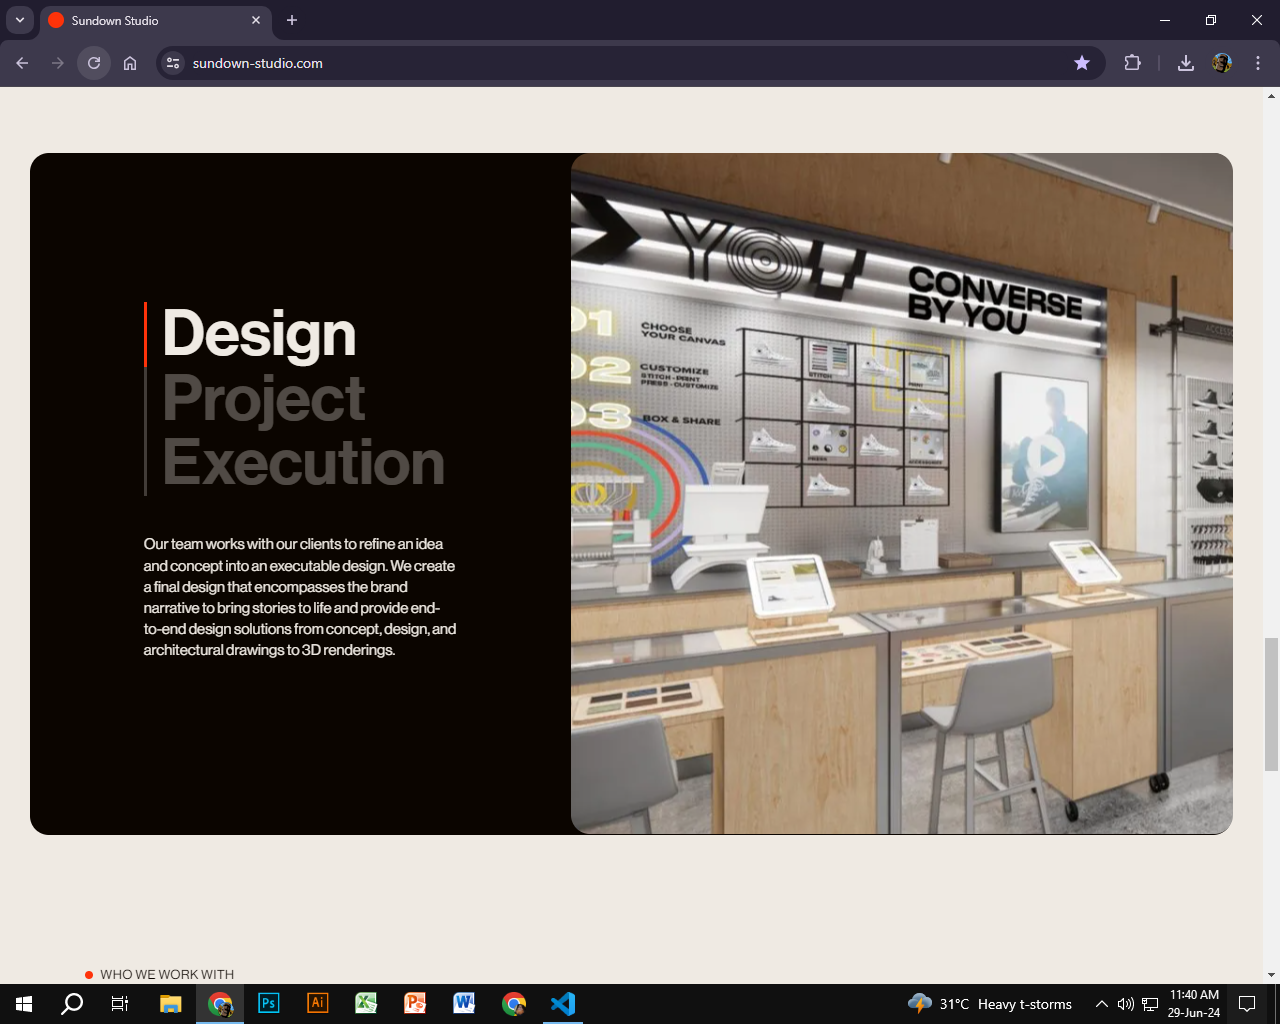 Sundown Studio
sundown-studio.com
Design
Project
Execution
Our team works with our clients to refine an idea
and concept into an executable design. We create
a final design that encompasses the brand
narrative to bring stories to life and provide end-
to-end design solutions from concept, design, and
architectural drawings to 3D renderings.
YOU
CONVERSE
BY YOU
01
CHOOSE
YOUR CANVAS
02
CUSTOMIZE
STITCH - PRINT
PRESS - CUSTOMIZE
03
BOX & SHARE
STITCH
PRINT
WHO WE WORK WITH
Ps
Ai
31°C Heavy t-storms
11:40 AM
29-Jun-24